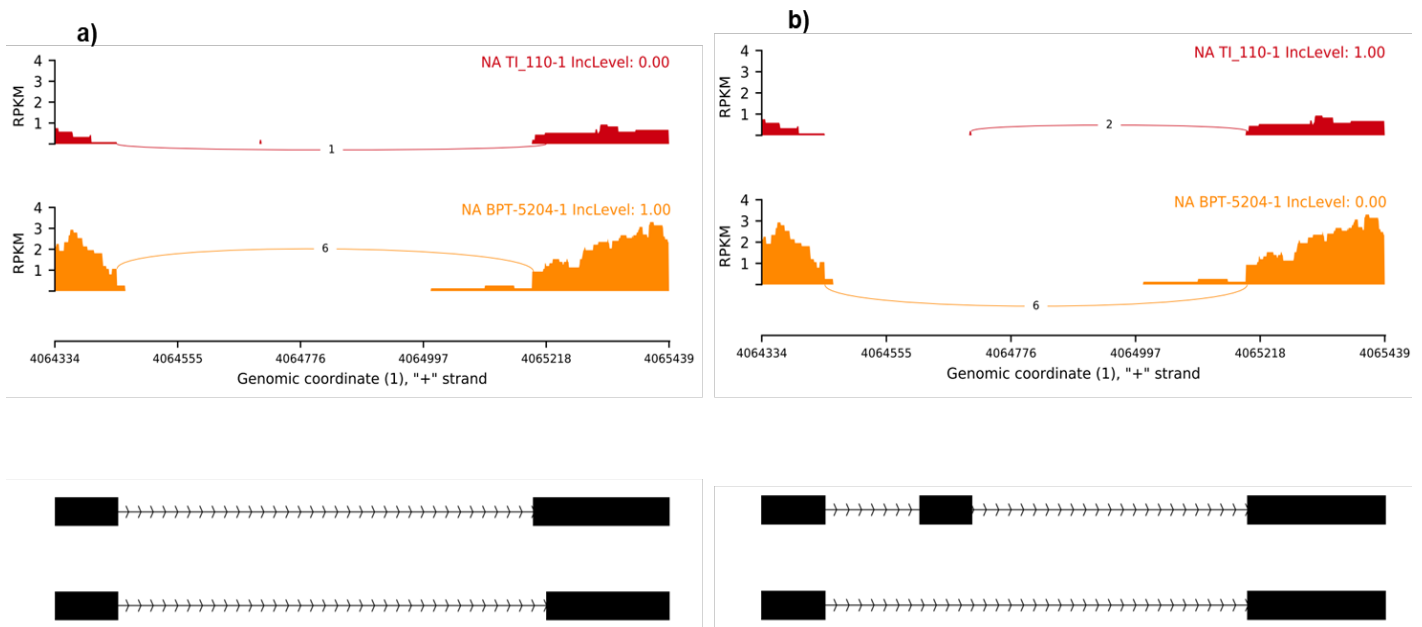 a)
4
3
2
1
RPKM
NA TI_110-1 IncLevel: 0.00
1
4
3
2
1
RPKM
NA BPT-5204-1 IncLevel: 1.00
6
4064334 4064555 4064776 4064997 4065218 4065439
Genomic coordinate (1), "+" strand
b)
4
3
2
1
RPKM
NA TI_110-1 IncLevel: 1.00
2
4
3
2
1
RPKM
NA BPT-5204-1 IncLevel: 0.00
6
4064334 4064555 4064776 4064997 4065218 4065439
Genomic coordinate (1), "+" strand